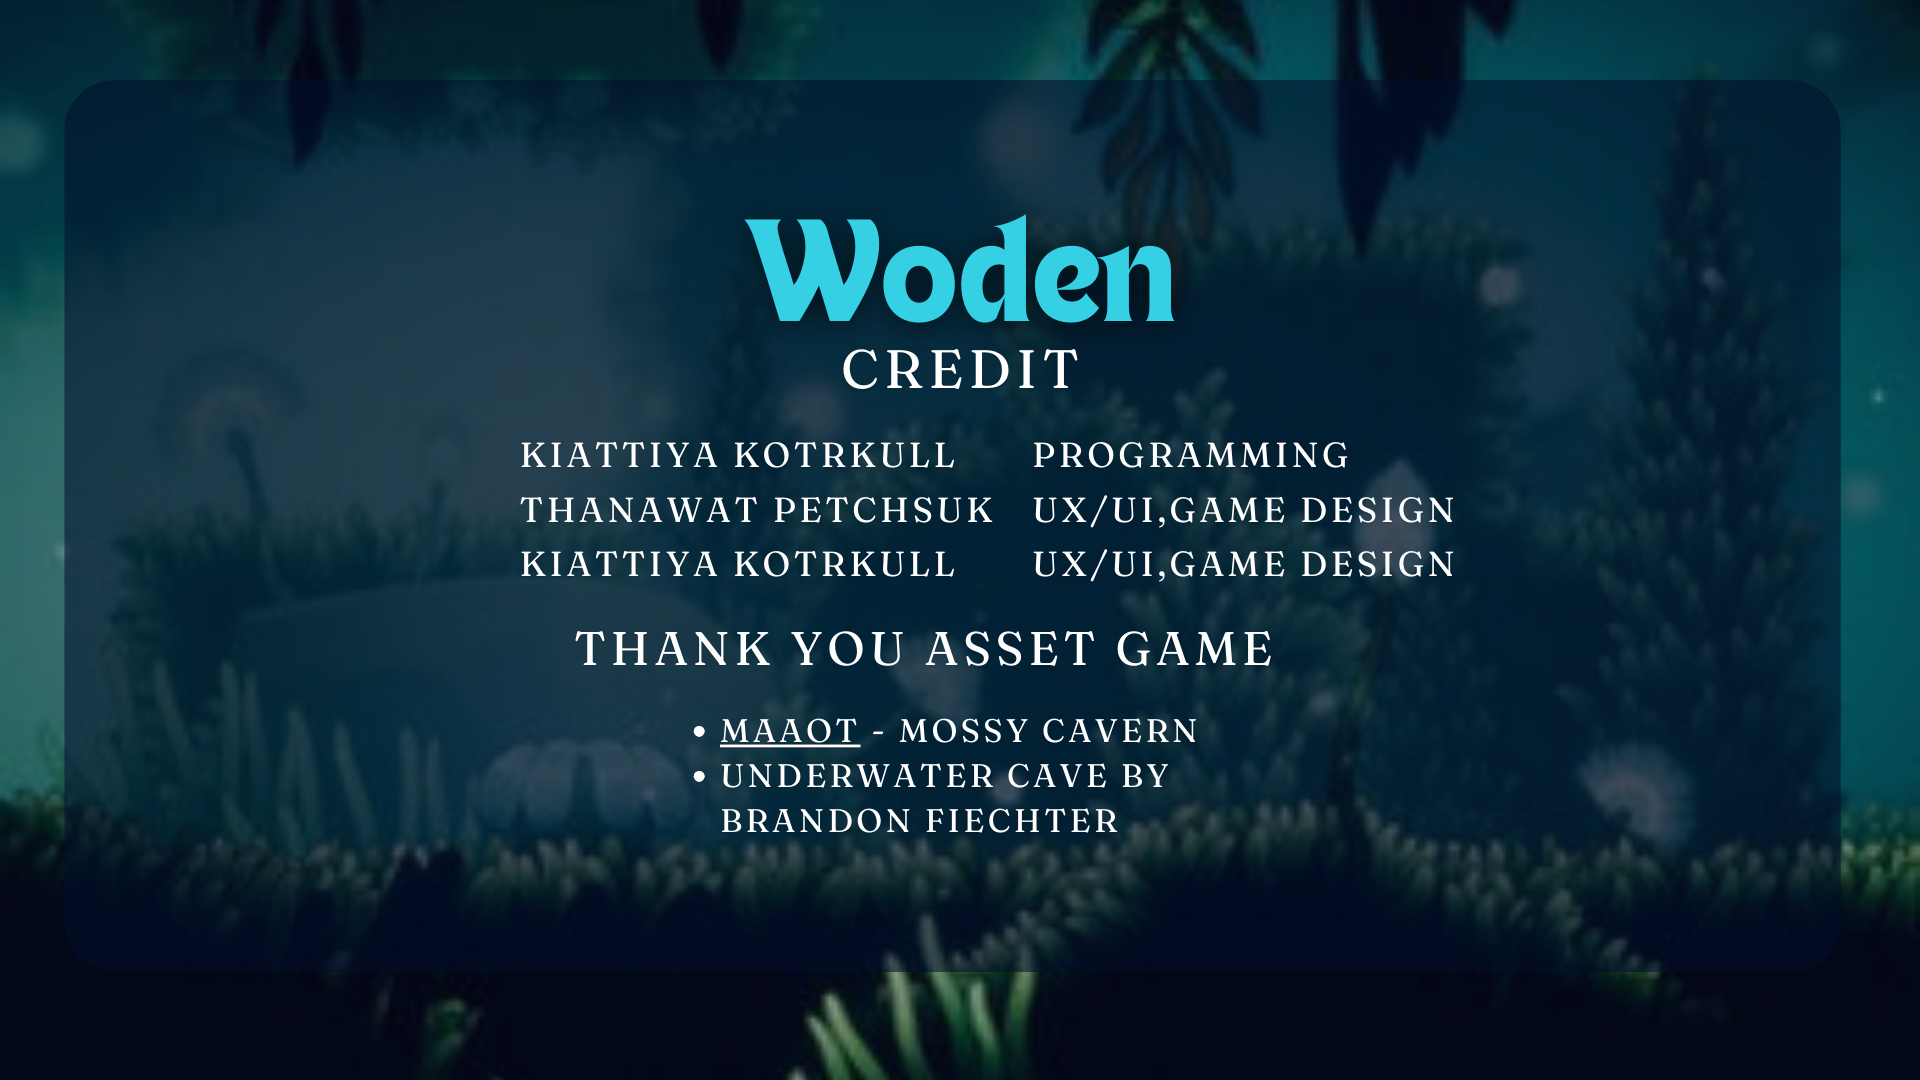 Woden
CREDIT
KIATTIYA KOTRKULL PROGRAMMING
THANAWAT PETCHSUK UX/UI,GAME DESIGN
KIATTIYA KOTRKULL UX/UI,GAME DESIGN
THANK YOU ASSET GAME
• MAAOT - MOSSY CAVERN
• UNDERWATER CAVE BY
BRANDON FIECHTER